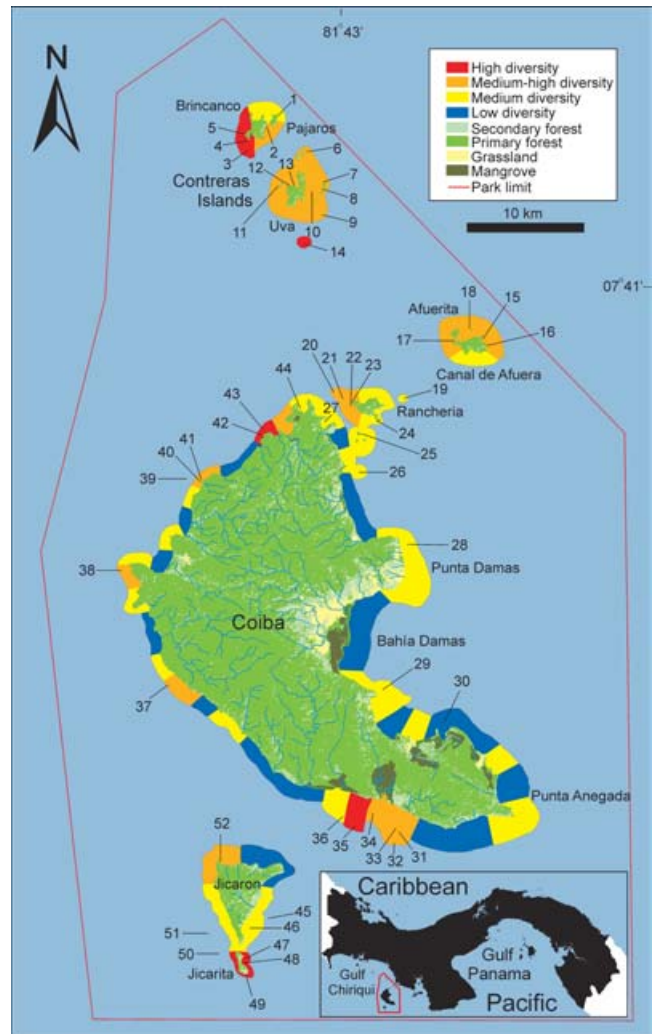 81°43'
N
High diversity
Medium-high diversity
Medium diversity
Low diversity
Secondary forest
Primary forest
Grassland
Mangrove
Park limit
10 km
Brincanco
1
5
4
3
2
Pajaros
6
12
13
Contreras
Islands
7
8
9
11
10
Uva
14
07°41'
Afuerita
18
15
17
16
Canal de Afuera
20
21
22
23
19
Rancheria
44
43
42
27
24
25
26
41
40
39
28
Punta Damas
38
Coiba
Bahía Damas
29
37
30
Punta Anegada
36
35
34
33
32
31
52
Jicaron
45
46
51
50
47
48
Jicarita
49
Caribbean
Gulf
Chiriqui
Gulf
Panama
Pacific